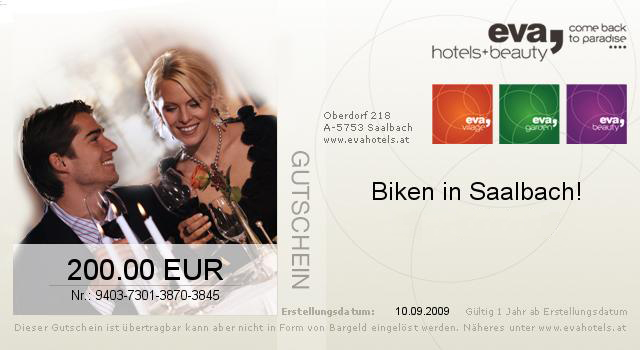 eva,
hotels+beauty
come back
to paradise
Oberdorf 218
A-5753 Saalbach
www.evahotels.at
eva,
village
eva,
garden
eva,
beauty
GUTSCHEIN
Biken in Saalbach!
200.00 EUR
Nr.: 9403-7301-3870-3845
Erstellungsdatum: 10.09.2009 Gültig 1 Jahr ab Erstellungsdatum
Dieser Gutschein ist übertragbar kann aber nicht in Form von Bargeld eingelöst werden. Näheres unter www.evahotels.at